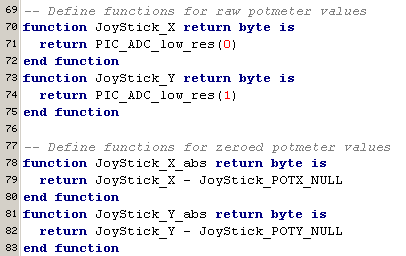 69 -- Define functions for raw potmeter values
70 function JoyStick_X return byte is
71   return PIC_ADC_low_res(0)
72 end function
73 function JoyStick_Y return byte is
74   return PIC_ADC_low_res(1)
75 end function
76
77 -- Define functions for zeroed potmeter values
78 function JoyStick_X_abs return byte is
79   return JoyStick_X - JoyStick_POTX_NULL
80 end function
81 function JoyStick_Y_abs return byte is
82   return JoyStick_Y - JoyStick_POTY_NULL
83 end function